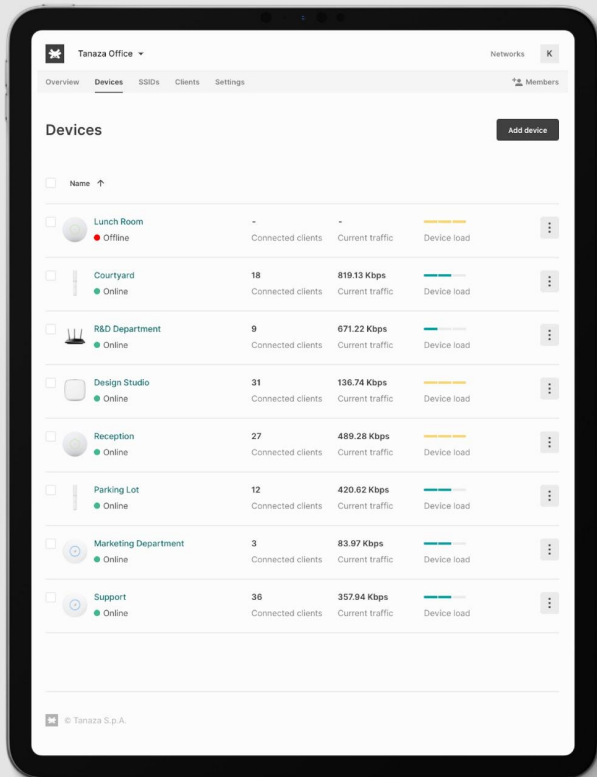 Tanaza Office
Networks
K
Overview Devices SSIDs Clients Settings
Members
Devices
Add device
Name
Lunch Room - -
Offline Connected clients Current traffic Device load
Courtyard 18 819.13 Kbps
Online Connected clients Current traffic Device load
R&D Department 9 671.22 Kbps
Online Connected clients Current traffic Device load
Design Studio 31 136.74 Kbps
Online Connected clients Current traffic Device load
Reception 27 489.28 Kbps
Online Connected clients Current traffic Device load
Parking Lot 12 420.62 Kbps
Online Connected clients Current traffic Device load
Marketing Department 3 83.97 Kbps
Online Connected clients Current traffic Device load
Support 36 357.94 Kbps
Online Connected clients Current traffic Device load
© Tanaza S.p.A.